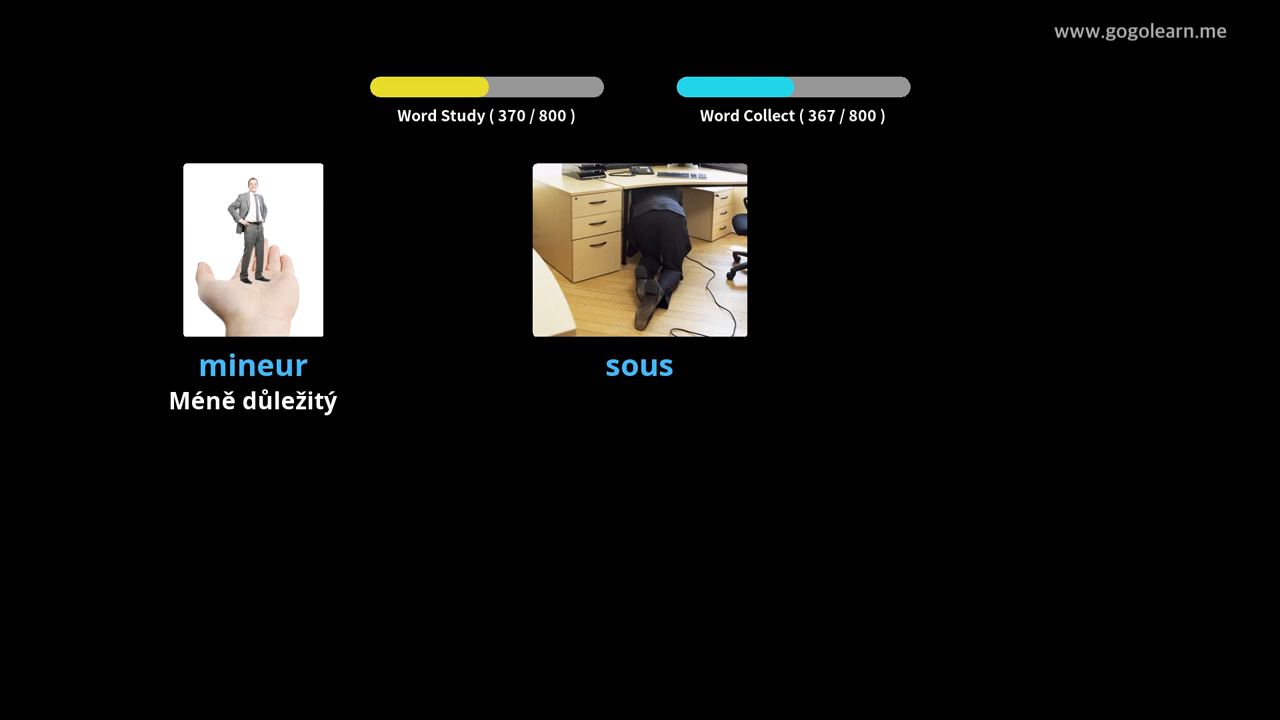 www.gogolearn.me
Word Study ( 370 / 800 )
Word Collect ( 367 / 800 )
mineur
Méně důležitý
sous